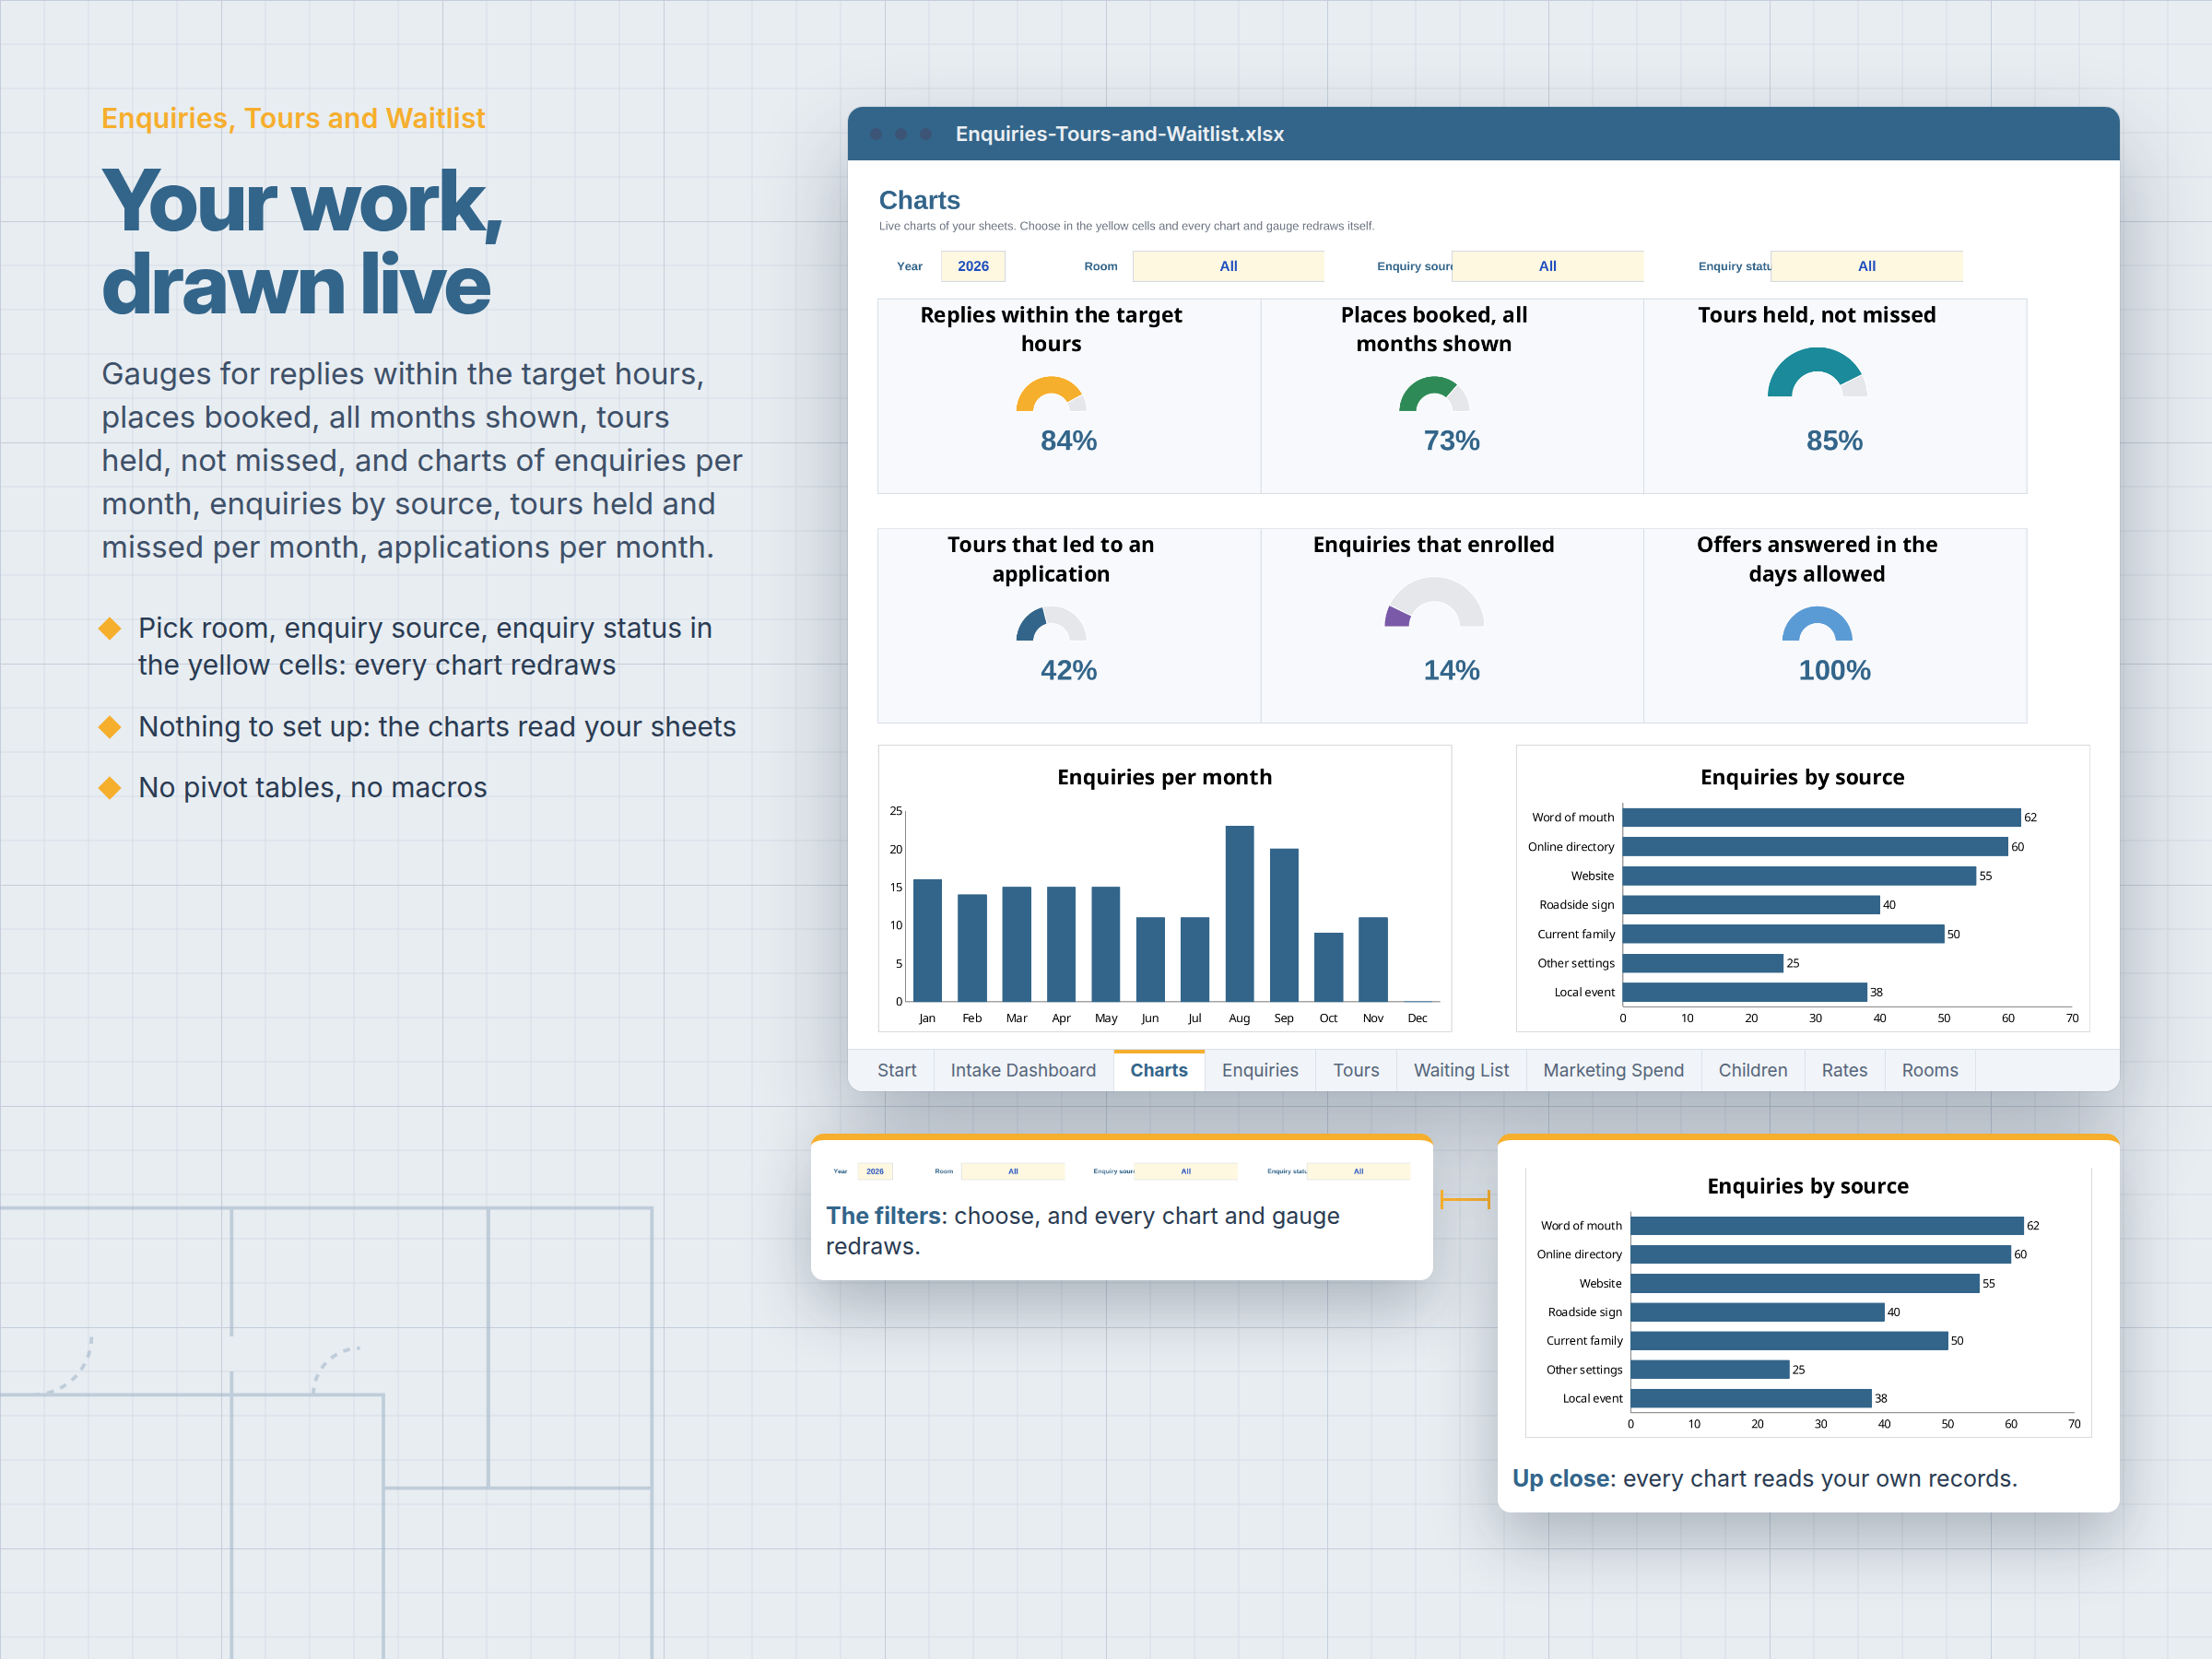 Enquiries, Tours and Waitlist
Your work,
drawn live
Gauges for replies within the target hours,
places booked, all months shown, tours
held, not missed, and charts of enquiries per
month, enquiries by source, tours held and
missed per month, applications per month.
Pick room, enquiry source, enquiry status in
the yellow cells: every chart redraws
Nothing to set up: the charts read your sheets
No pivot tables, no macros
Enquiries-Tours-and-Waitlist.xlsx
Charts
Live charts of your sheets. Choose in the yellow cells and every chart and gauge redraws itself.
Year 2026 Room All Enquiry sourc All Enquiry statu All
Replies within the target
hours
84%
Places booked, all
months shown
73%
Tours held, not missed
85%
Tours that led to an
application
42%
Enquiries that enrolled
14%
Offers answered in the
days allowed
100%
Enquiries per month
25
20
15
10
5
0
Jan Feb Mar Apr May Jun Jul Aug Sep Oct Nov Dec
Enquiries by source
Word of mouth 62
Online directory 60
Website 55
Roadside sign 40
Current family 50
Other settings 25
Local event 38
0 10 20 30 40 50 60 70
Start Intake Dashboard Charts Enquiries Tours Waiting List Marketing Spend Children Rates Rooms
Year 2026 Room All Enquiry sourc All Enquiry statu All
The filters: choose, and every chart and gauge
redraws.
Enquiries by source
Word of mouth 62
Online directory 60
Website 55
Roadside sign 40
Current family 50
Other settings 25
Local event 38
0 10 20 30 40 50 60 70
Up close: every chart reads your own records.